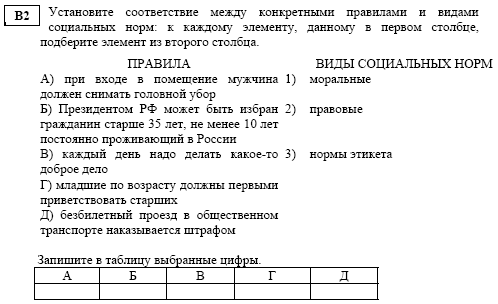 B2
Установите соответствие между конкретными правилами и видами
социальных норм: к каждому элементу, данному в первом столбце,
подберите элемент из второго столбца.
ПРАВИЛА ВИДЫ СОЦИАЛЬНЫХ НОРМ
А) при входе в помещение мужчина 1) моральные
должен снимать головной убор
Б) Президентом РФ может быть избран 2) правовые
гражданин старше 35 лет, не менее 10 лет
постоянно проживающий в России
В) каждый день надо делать какое-то 3) нормы этикета
доброе дело
Г) младшие по возрасту должны первыми
приветствовать старших
Д) безбилетный проезд в общественном
транспорте наказывается штрафом
Запишите в таблицу выбранные цифры.
А Б В Г Д